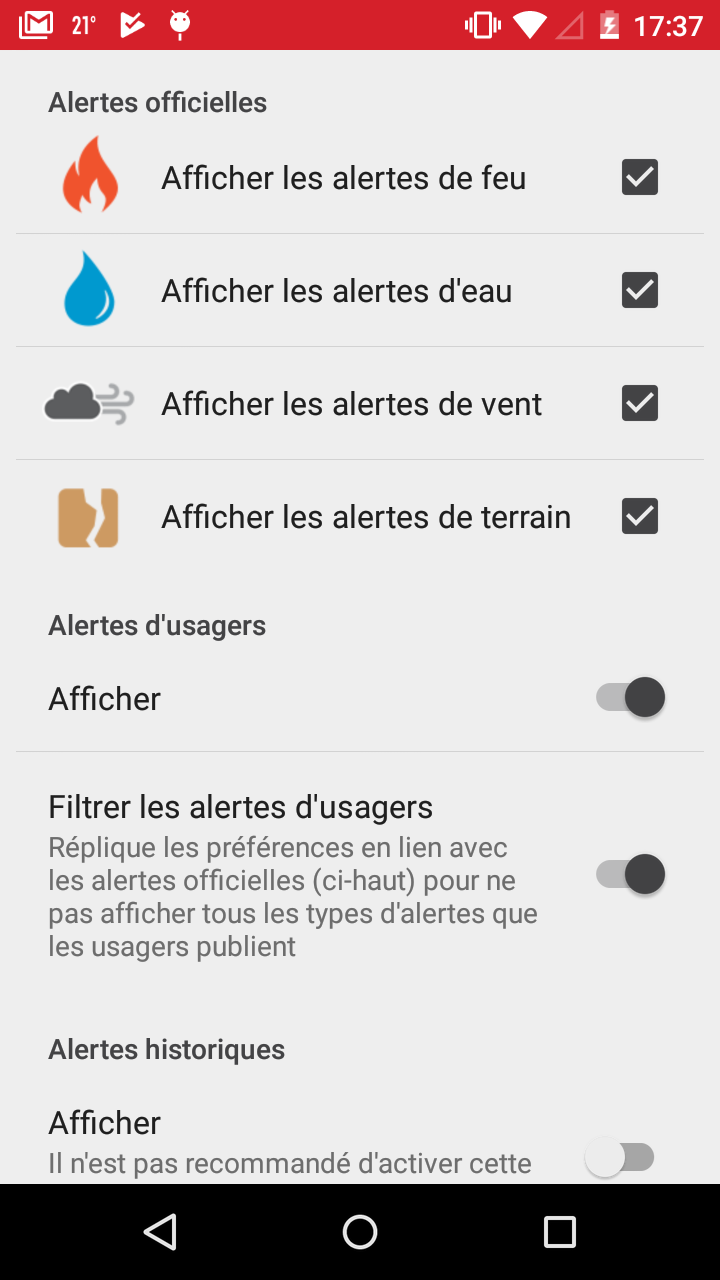 21°
17:37
Alertes officielles
Afficher les alertes de feu
Afficher les alertes d'eau
Afficher les alertes de vent
Afficher les alertes de terrain
Alertes d'usagers
Afficher
Filtrer les alertes d'usagers
Réplique les préférences en lien avec
les alertes officielles (ci-haut) pour ne
pas afficher tous les types d'alertes que
les usagers publient
Alertes historiques
Afficher
Il n'est pas recommandé d'activer cette